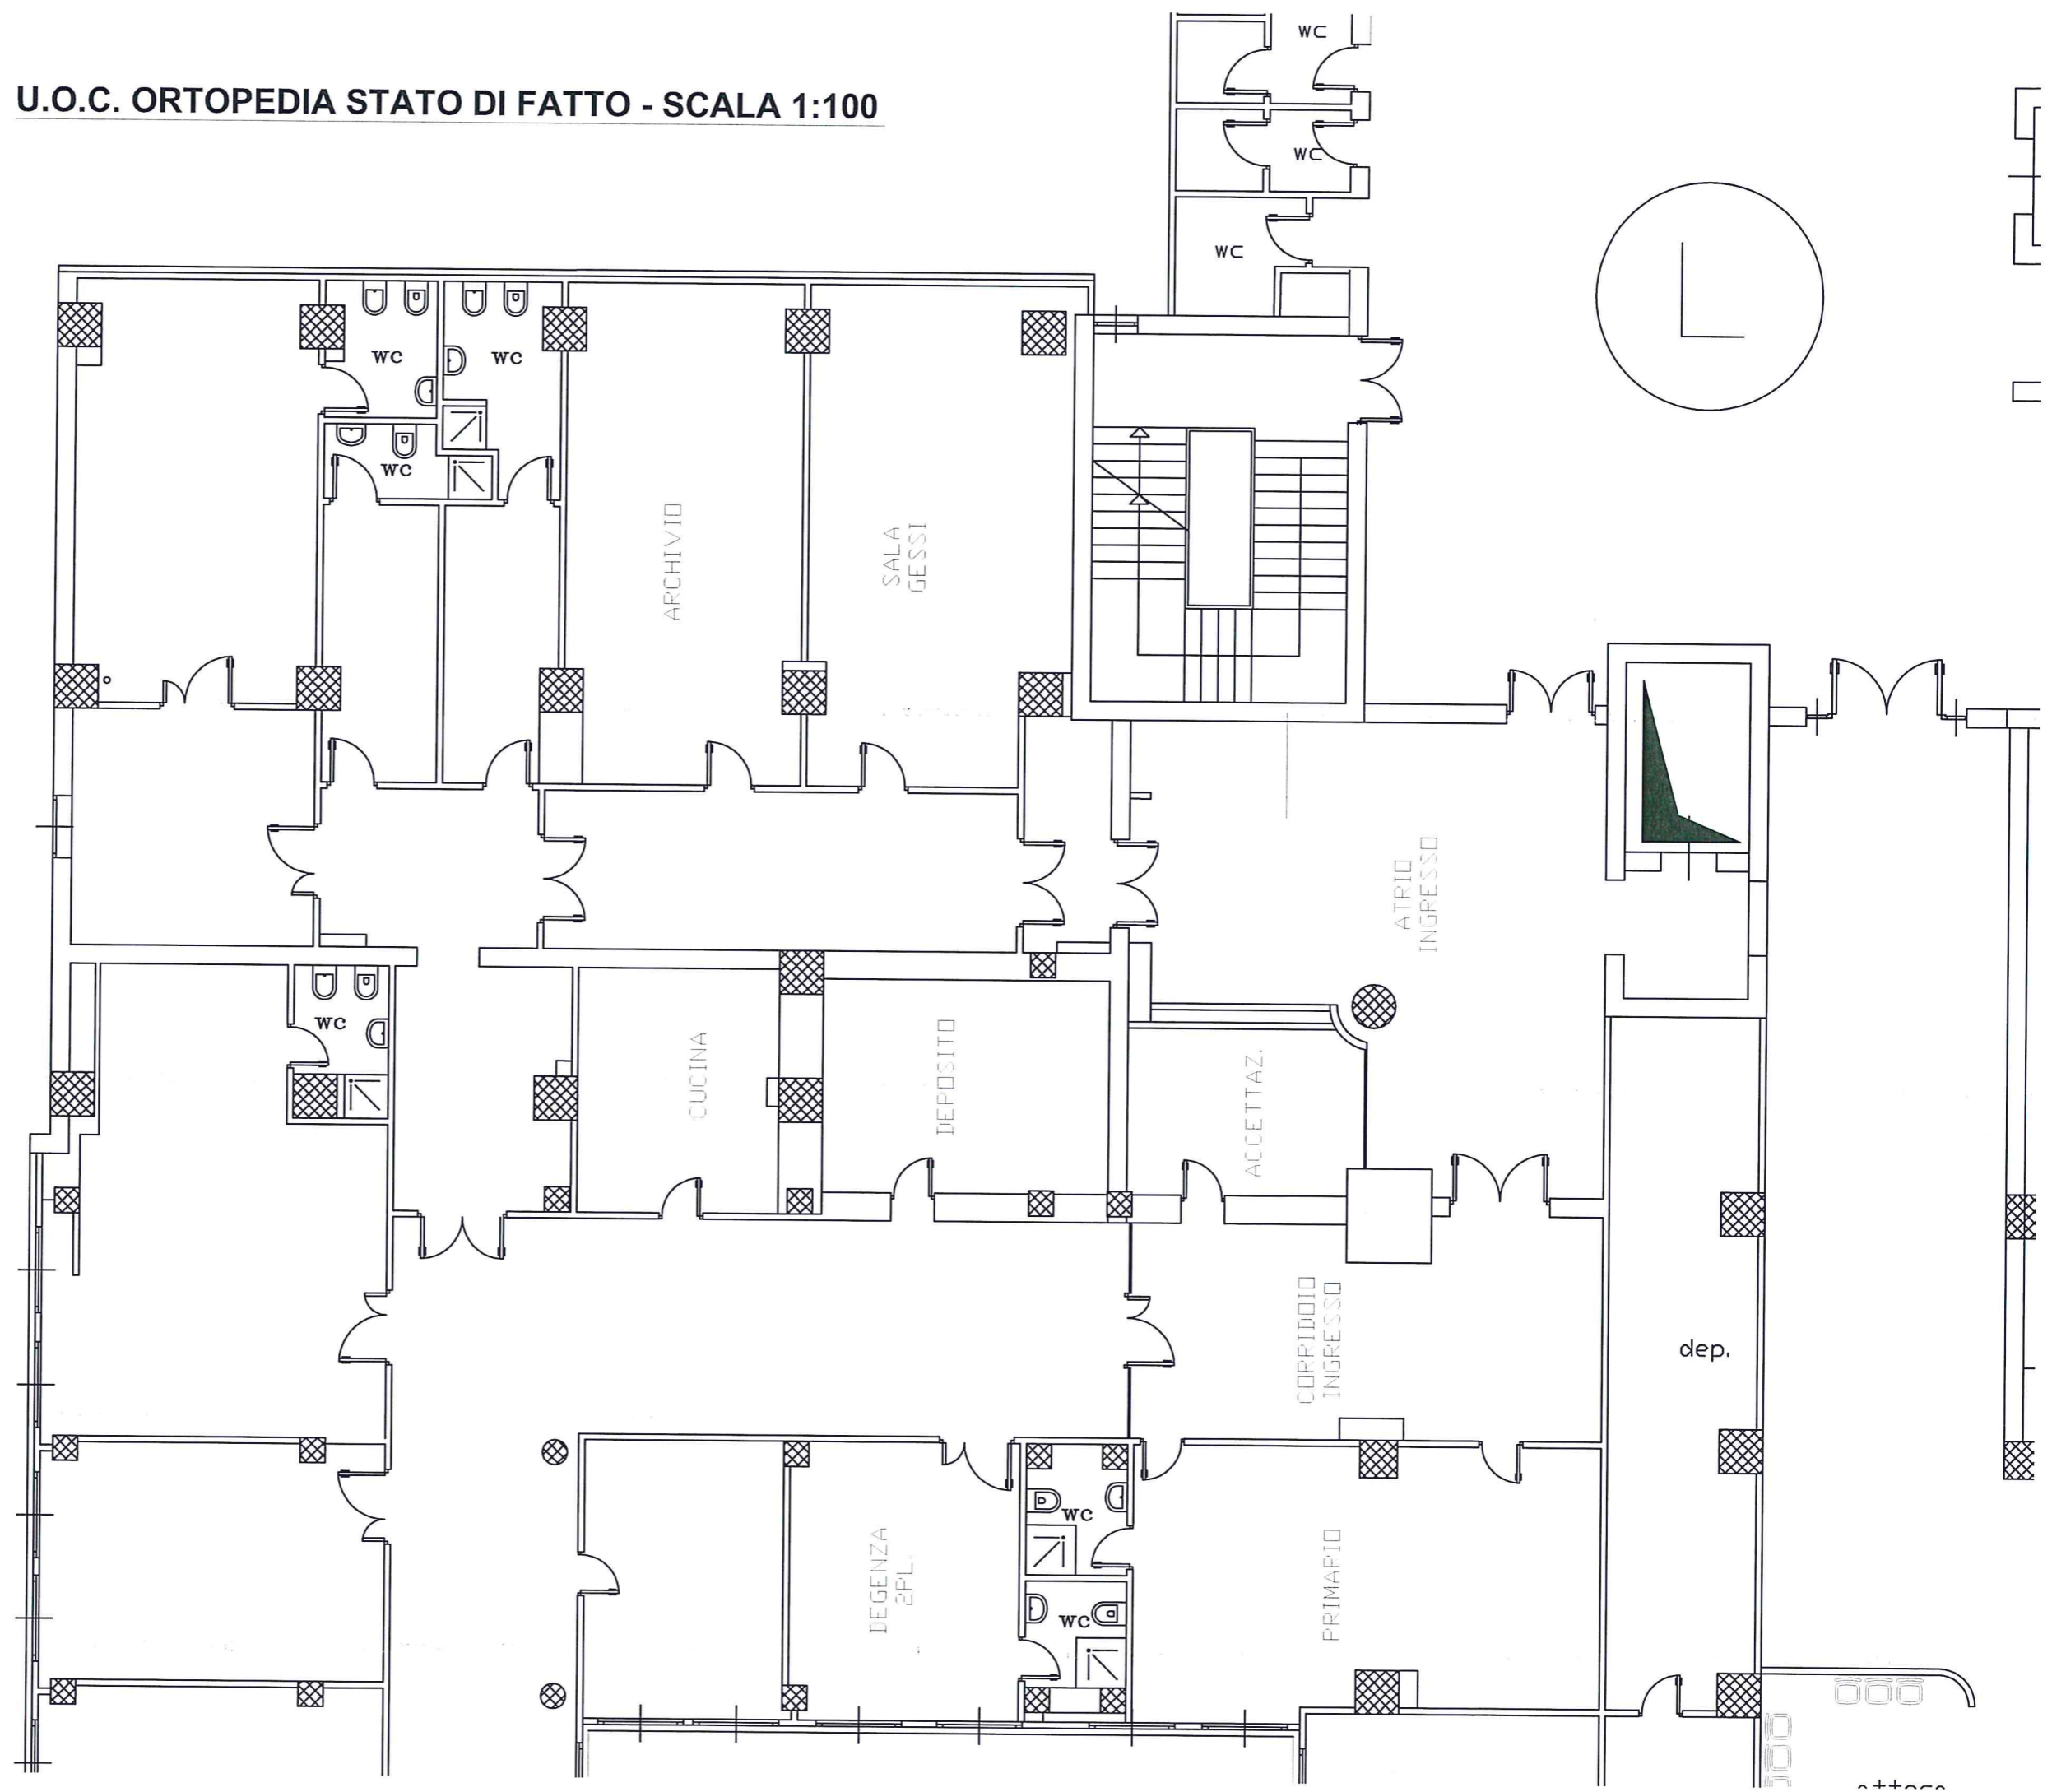 U.O.C. ORTOPEDIA STATO DI FATTO - SCALA 1:100
WC
WC
WC
WC
WC
WC
ARCHIVIO
SALA
GESSI
ATRIO
INGRESSO
WC
CUCINA
DEPOSITO
ACCETTAZ.
CORRIDOIO
INGRESSO
dep.
DEGENZA
2PL.
WC
WC
PRIMARIO